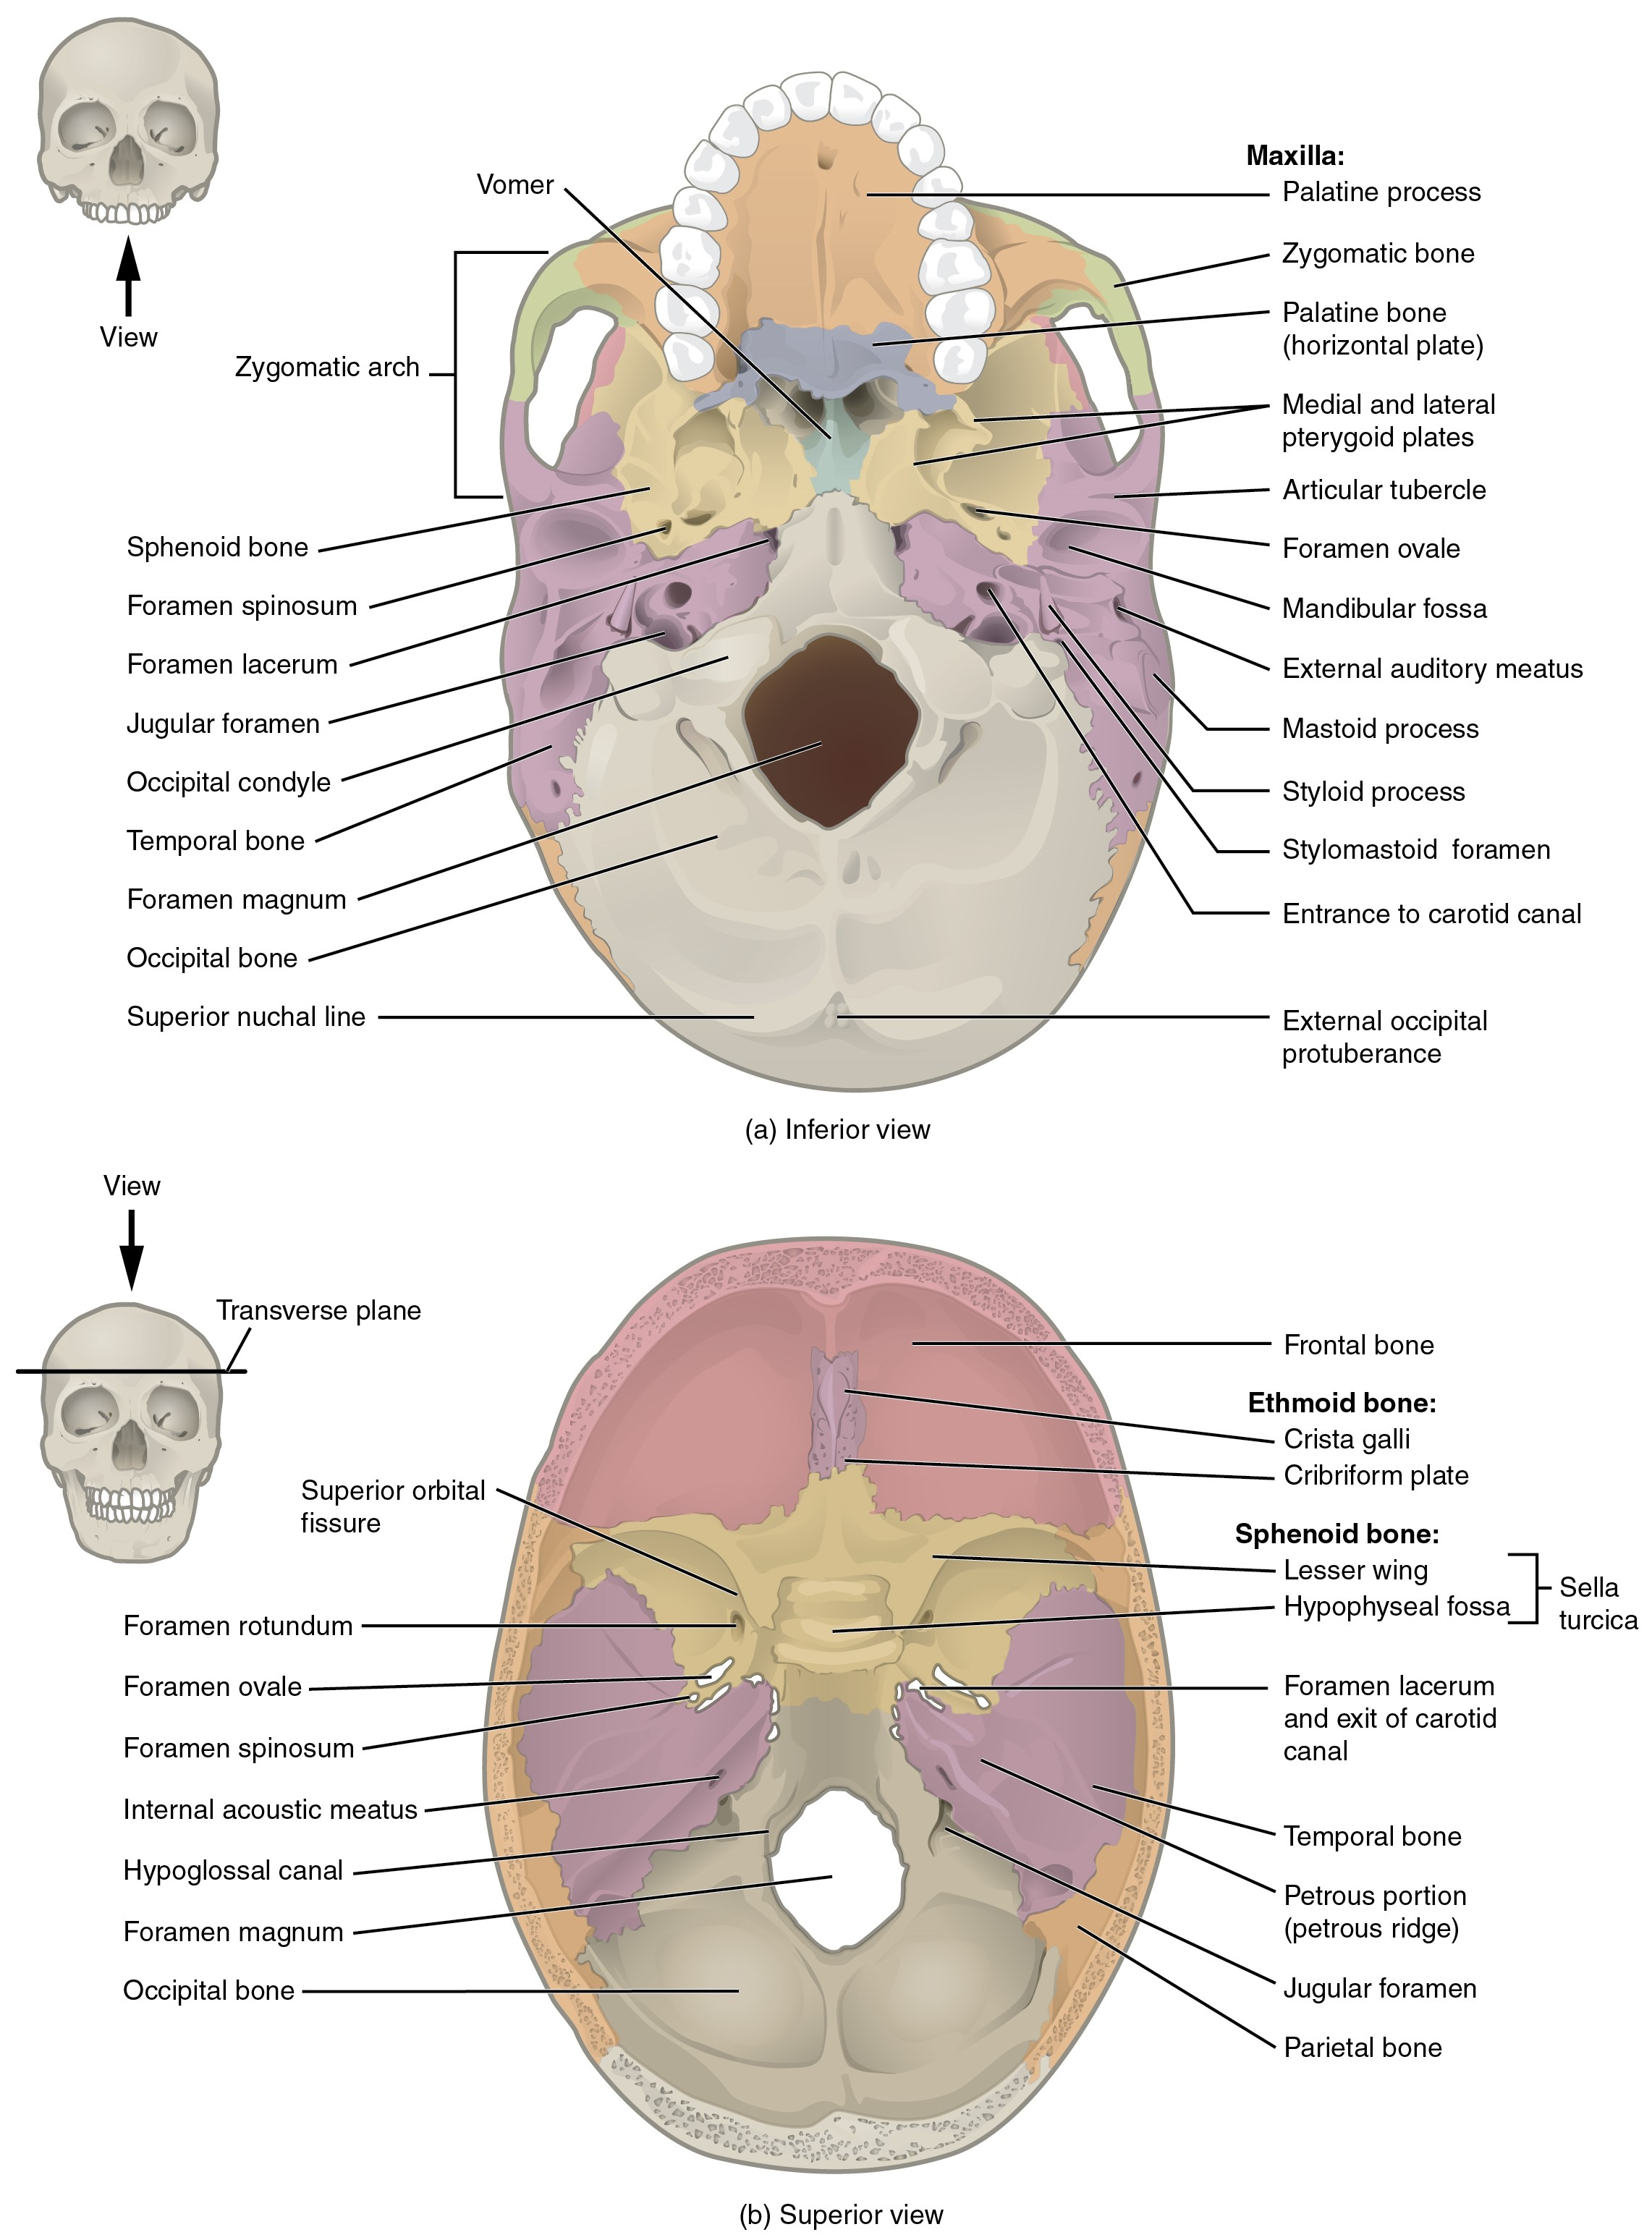 View
Vomer
Zygomatic arch
Sphenoid bone
Foramen spinosum
Foramen lacerum
Jugular foramen
Occipital condyle
Temporal bone
Foramen magnum
Occipital bone
Superior nuchal line
Maxilla:
Palatine process
Zygomatic bone
Palatine bone
(horizontal plate)
Medial and lateral
pterygoid plates
Articular tubercle
Foramen ovale
Mandibular fossa
External auditory meatus
Mastoid process
Styloid process
Stylomastoid foramen
Entrance to carotid canal
External occipital
protuberance
(a) Inferior view
View
Transverse plane
Superior orbital
fissure
Foramen rotundum
Foramen ovale
Foramen spinosum
Internal acoustic meatus
Hypoglossal canal
Foramen magnum
Occipital bone
Frontal bone
Ethmoid bone:
Crista galli
Cribriform plate
Sphenoid bone:
Lesser wing
Hypophyseal fossa
Sella
turcica
Foramen lacerum
and exit of carotid
canal
Temporal bone
Petrous portion
(petrous ridge)
Jugular foramen
Parietal bone
(b) Superior view